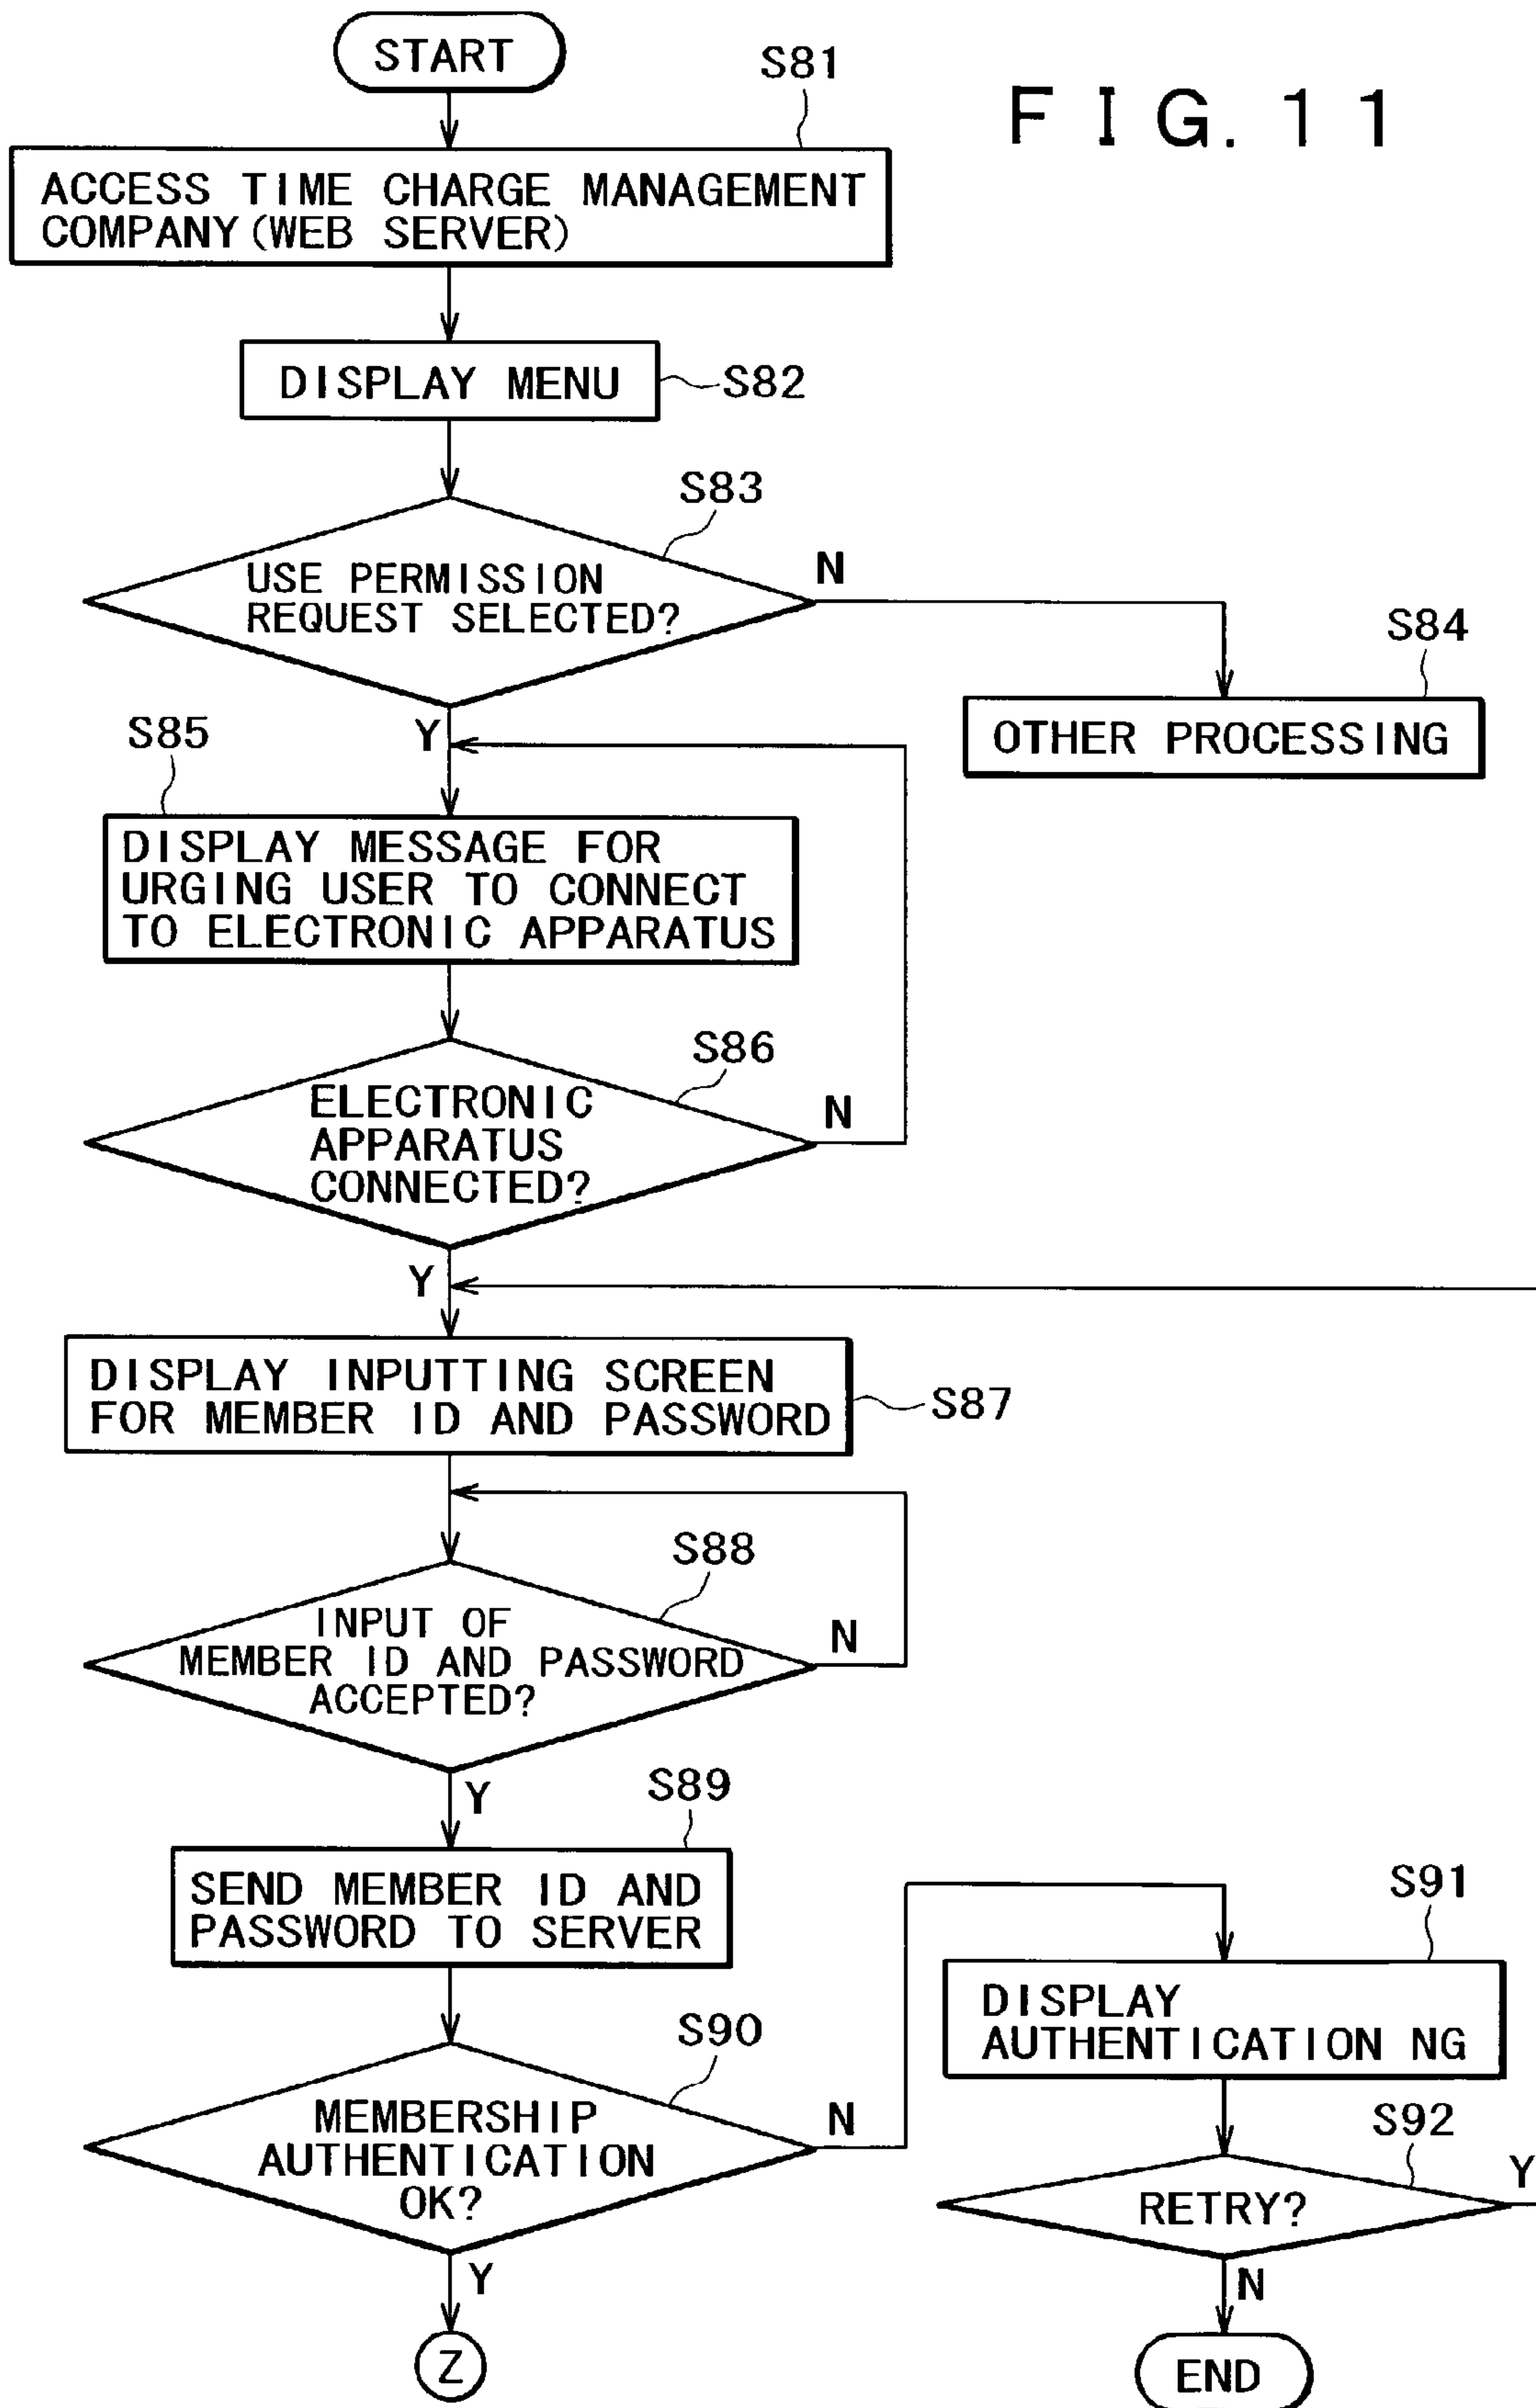 START
S81
F I G. 1 1
ACCESS TIME CHARGE MANAGEMENT
COMPANY(WEB SERVER)
DISPLAY MENU
S82
S83
USE PERMISSION
REQUEST SELECTED?
N
S84
OTHER PROCESSING
Y
S85
DISPLAY MESSAGE FOR
URGING USER TO CONNECT
TO ELECTRONIC APPARATUS
S86
ELECTRONIC
APPARATUS
CONNECTED?
N
Y
DISPLAY INPUTTING SCREEN
FOR MEMBER ID AND PASSWORD
S87
S88
INPUT OF
MEMBER ID AND PASSWORD
ACCEPTED?
N
Y
S89
SEND MEMBER ID AND
PASSWORD TO SERVER
S90
MEMBERSHIP
AUTHENTICATION
OK?
N
S91
DISPLAY
AUTHENTICATION NG
S92
RETRY?
Y
N
END
Y
Z